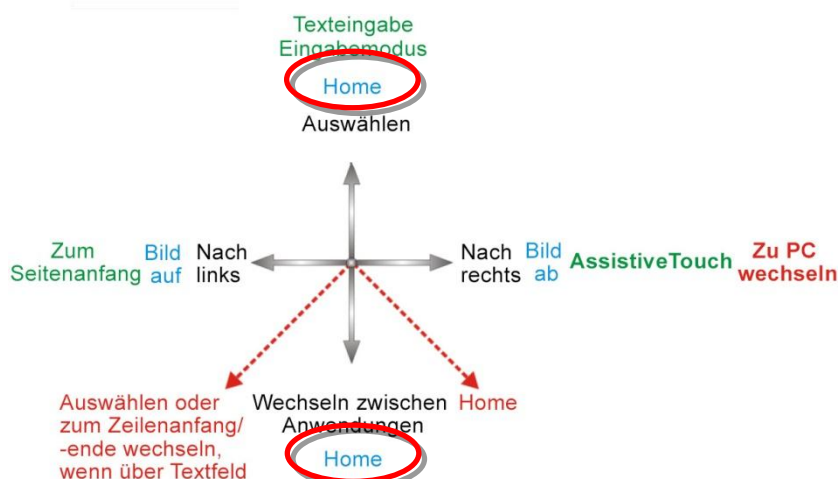 Texteingabe
Eingabemodus
Home
Auswählen
Zum
Seitenanfang
Bild
auf
Nach
links
Nach
rechts
Bild
ab
AssistiveTouch
Zu PC
wechseln
Auswählen oder
zum Zeilenanfang/
-ende wechseln,
wenn über Textfeld
Wechseln zwischen
Anwendungen
Home
Home